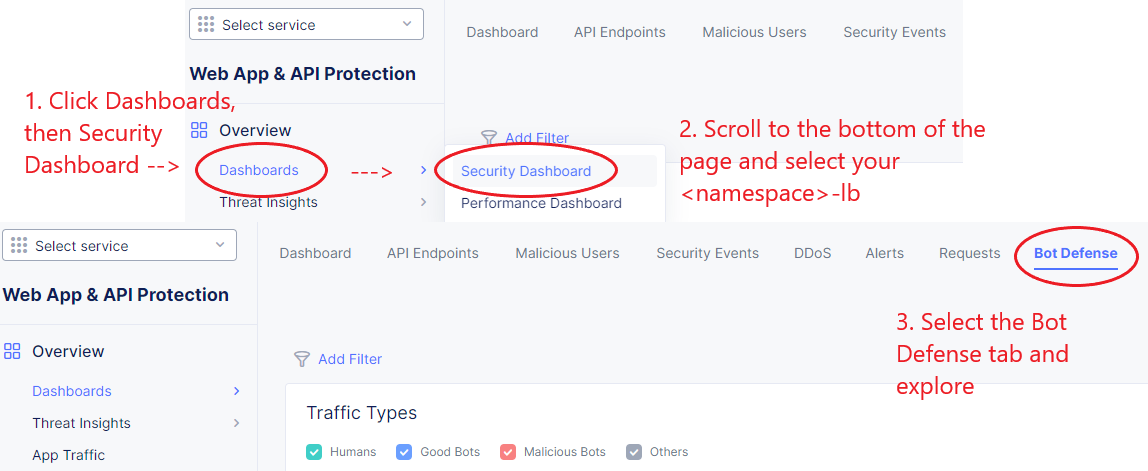 Select service
Dashboard API Endpoints Malicious Users Security Events
Web App & API Protection
1. Click Dashboards,
then Security
Dashboard -->
Overview
Add Filter
Dashboards
--->
Security Dashboard
Threat Insights
Performance Dashboard
2. Scroll to the bottom of the
page and select your
<namespace>-lb
Select service
Dashboard API Endpoints Malicious Users Security Events DDoS Alerts Requests Bot Defense
Web App & API Protection
3. Select the Bot
Defense tab and
explore
Overview
Add Filter
Dashboards
Threat Insights
App Traffic
Traffic Types
Humans Good Bots Malicious Bots Others